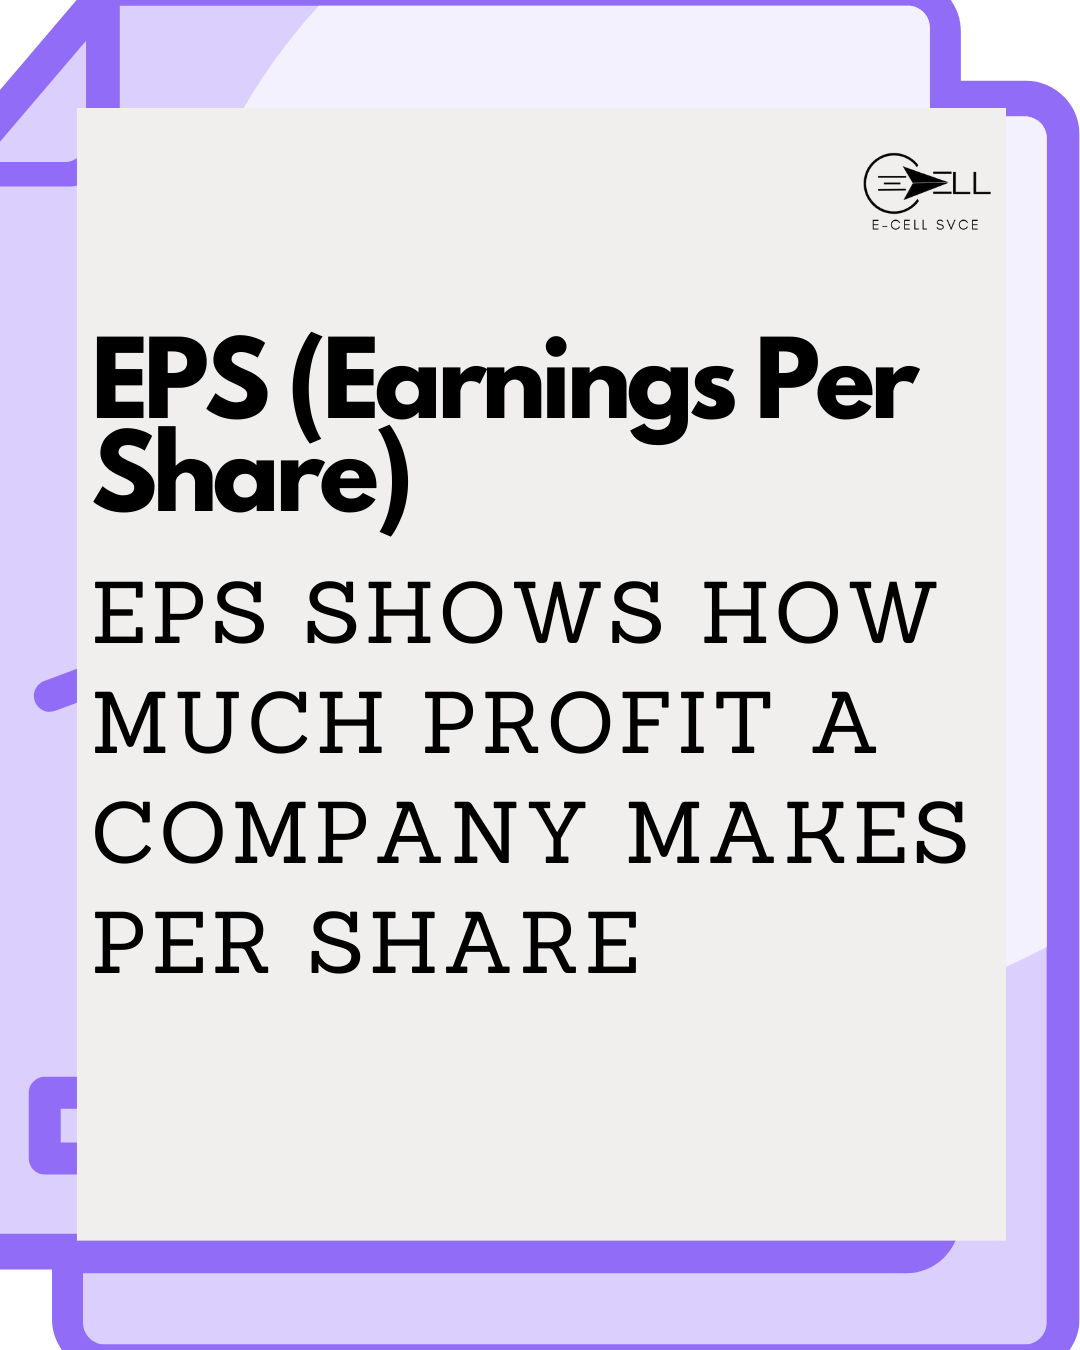 ELL
E-CELL SVCE
EPS (Earnings Per
Share)
EPS SHOWS HOW
MUCH PROFIT A
COMPANY MAKES
PER SHARE